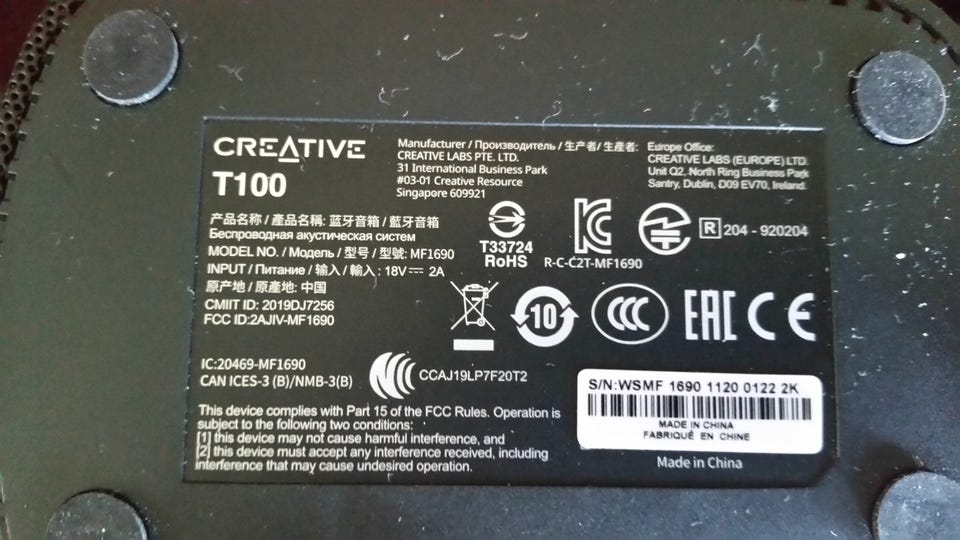 CREATIVE
T100
Manufacturer / Производитель / 生产者/ 生產者:
CREATIVE LABS PTE. LTD.
31 International Business Park
#03-01 Creative Resource
Singapore 609921
Europe Office:
CREATIVE LABS (EUROPE) LTD.
Unit Q2, North Ring Business Park
Santry, Dublin, D09 EV70, Ireland.
产品名称 / 產品名稱: 蓝牙音箱 / 藍牙音箱
Беспроводная акустическая систем
MODEL NO. / Модель / 型号 / 型號: MF1690
INPUT / Питание / 输入 / 輸入 : 18V⎓ 2A
原产地 / 原產地: 中国
CMIIT ID: 2019DJ7256
FCC ID:2AJIV-MF1690
T33724
RoHS
R-C-C2T-MF1690
R 204 - 920204
10
CCC
EAC
CE
IC:20469-MF1690
CAN ICES-3 (B)/NMB-3(B)
CCAJ19LP7F20T2
This device complies with Part 15 of the FCC Rules. Operation is
subject to the following two conditions:
[1] this device may not cause harmful interference, and
[2] this device must accept any interference received, including
interference that may cause undesired operation.
S/N:WSMF 1690 1120 0122 2K
MADE IN CHINA
FABRIQUÉ EN CHINE
Made in China